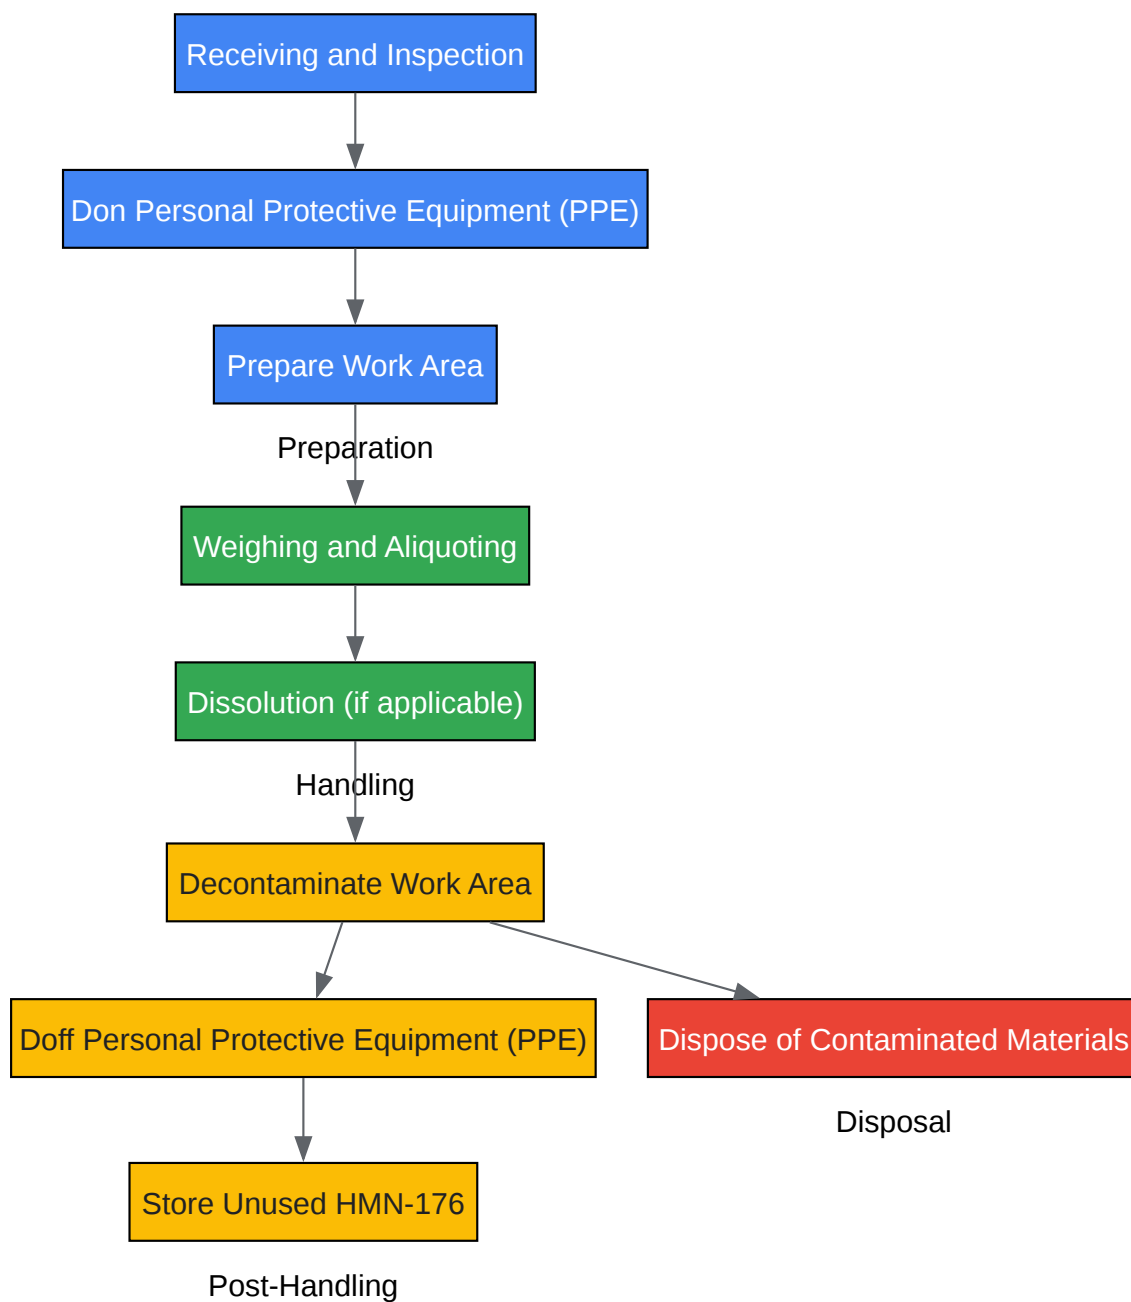 Receiving and Inspection
Don Personal Protective Equipment (PPE)
Prepare Work Area
Preparation
Weighing and Aliquoting
Dissolution (if applicable)
Handling
Decontaminate Work Area
Doff Personal Protective Equipment (PPE)
Dispose of Contaminated Materials
Disposal
Store Unused HMN-176
Post-Handling